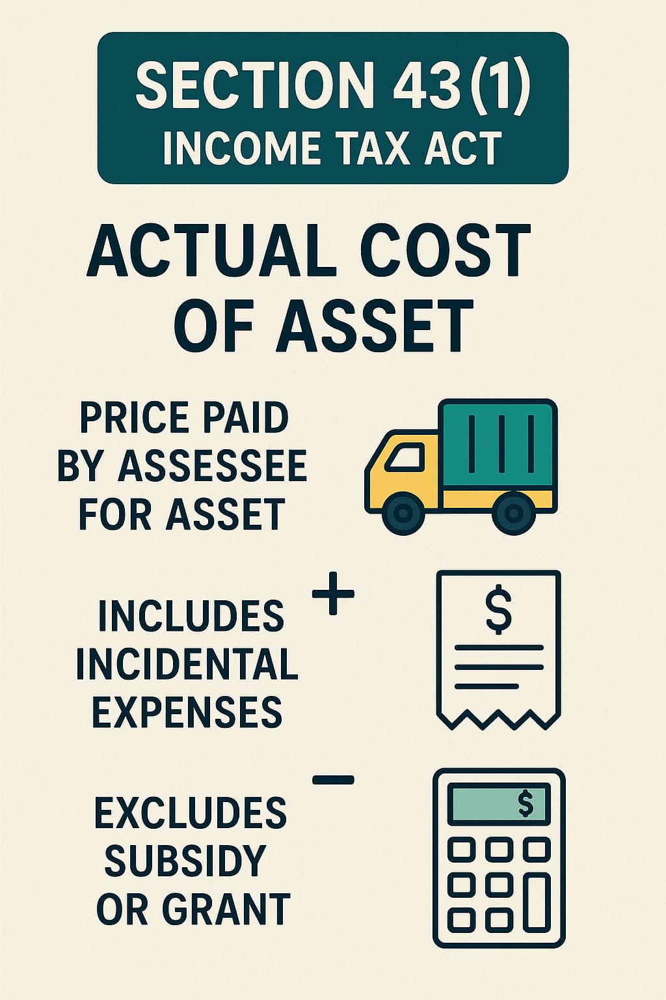 SECTION 43(1)
INCOME TAX ACT
ACTUAL COST
OF ASSET
PRICE PAID
BY ASSESSEE
FOR ASSET
+
$
INCLUDES
INCIDENTAL
EXPENSES
−
$
EXCLUDES
SUBSIDY
OR GRANT